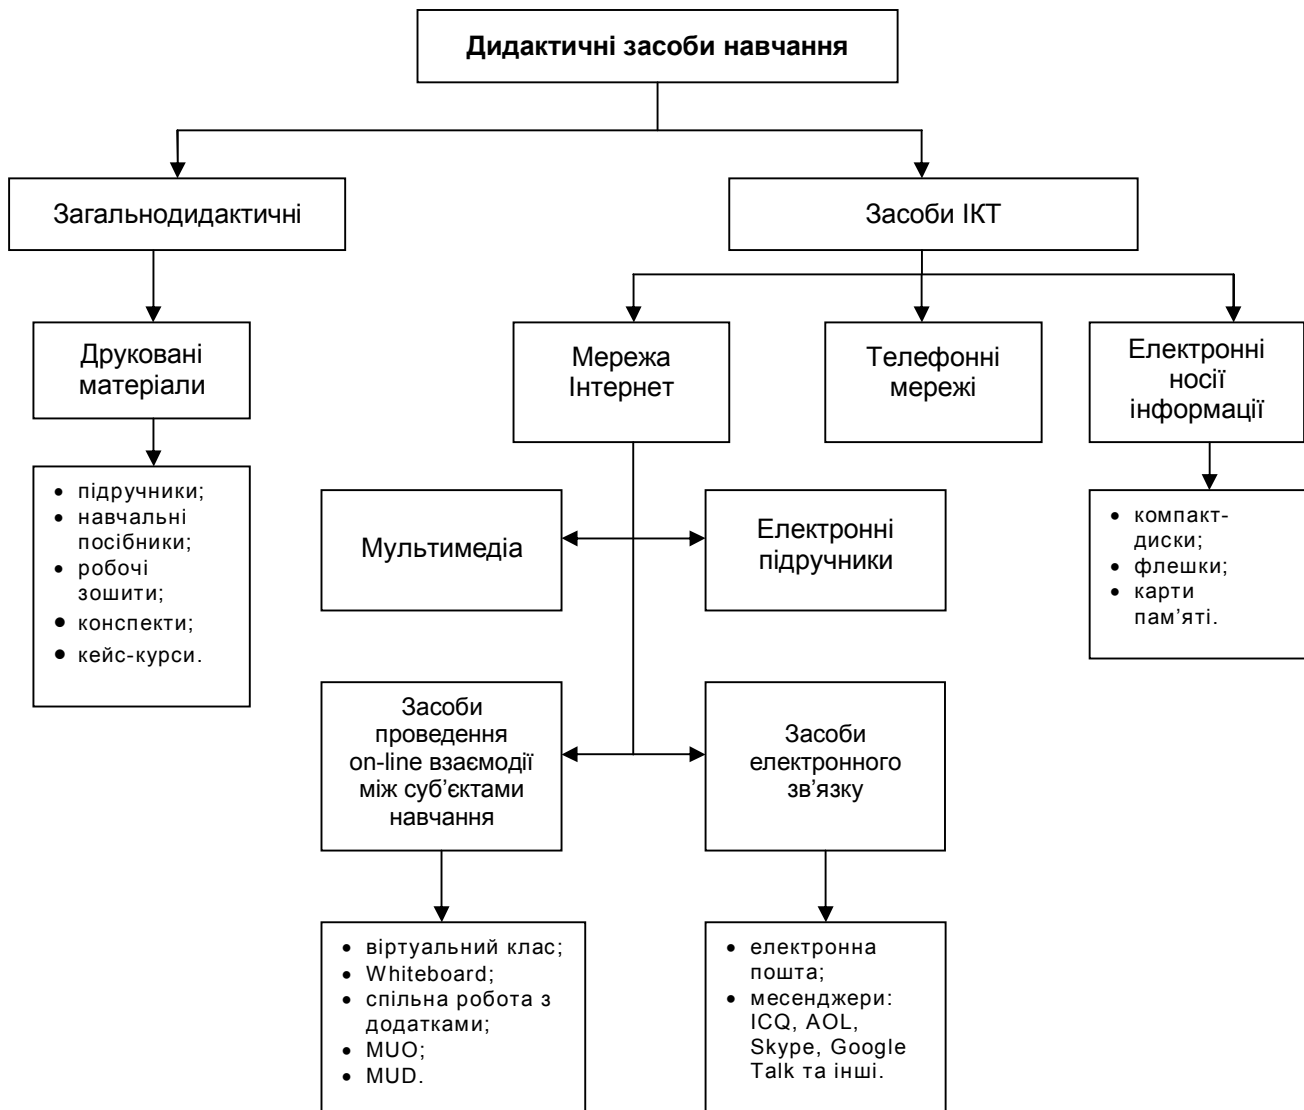 Дидактичні засоби навчання
Загальнодидактичні
Засоби ІКТ
Друковані
матеріали
Мережа
Інтернет
Телефонні
мережі
Електронні
носії
інформації
• підручники;
• навчальні
посібники;
• робочі
зошити;
• конспекти;
• кейс-курси.
Мультимедіа
Електронні
підручники
• компакт-
диски;
• флешки;
• карти
пам’яті.
Засоби
проведення
on-line взаємодії
між суб’єктами
навчання
Засоби
електронного
зв’язку
• віртуальний клас;
• Whiteboard;
• спільна робота з
додатками;
• MUO;
• MUD.
• електронна
пошта;
• месенджери:
ICQ, AOL,
Skype, Google
Talk та інші.